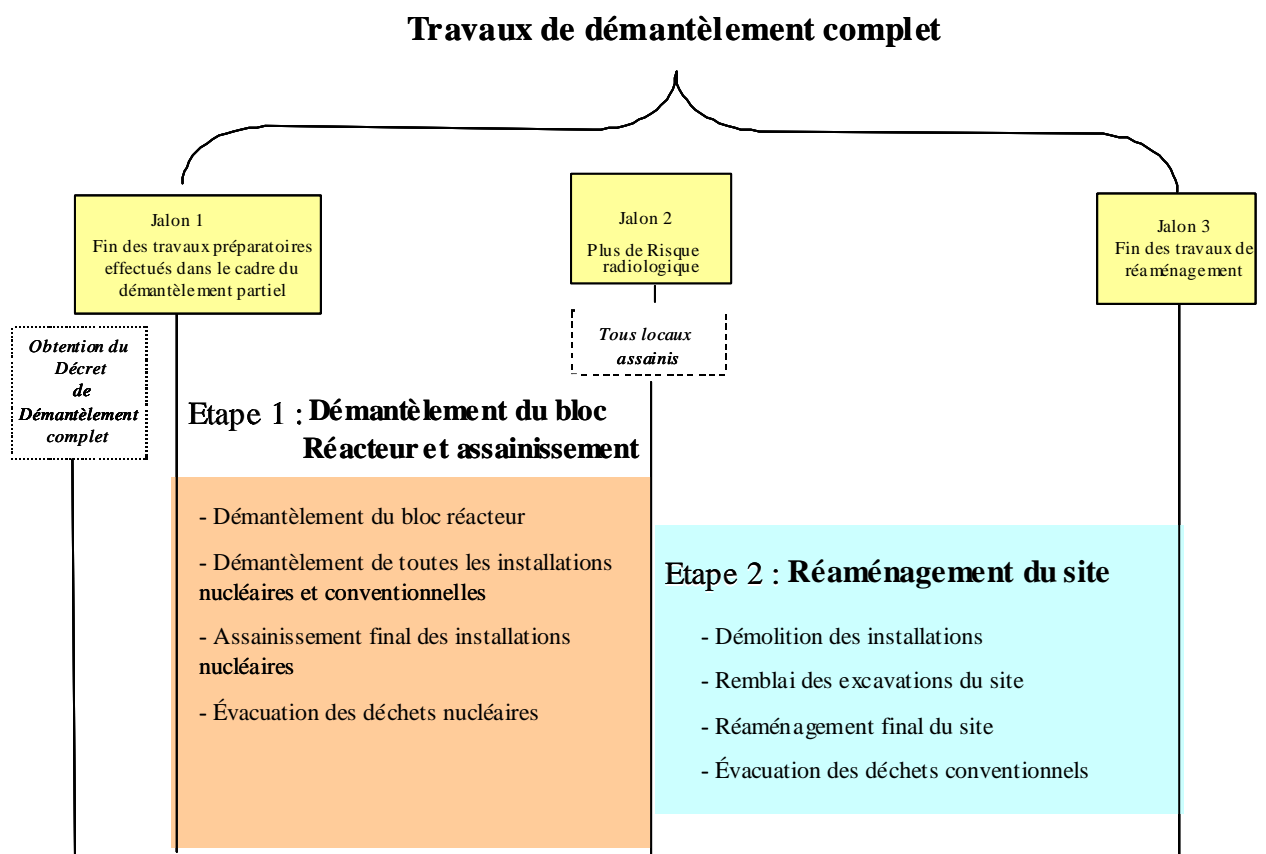 Travaux de démantèlement complet
Jalon 1
Fin des travaux préparatoires
effectués dans le cadre du
démantèlement partiel
Jalon 2
Plus de Risque
radiologique
Jalon 3
Fin des travaux de
réaménagement
Obtention du
Décret
de
Démantèlement
complet
Tous locaux
assainis
Etape 1 : Démantèlement du bloc
Réacteur et assainissement
- Démantèlement du bloc réacteur
- Démantèlement de toutes les installations
nucléaires et conventionnelles
- Assainissement final des installations
nucléaires
- Évacuation des déchets nucléaires
Etape 2 : Réaménagement du site
- Démolition des installations
- Remblai des excavations du site
- Réaménagement final du site
- Évacuation des déchets conventionnels